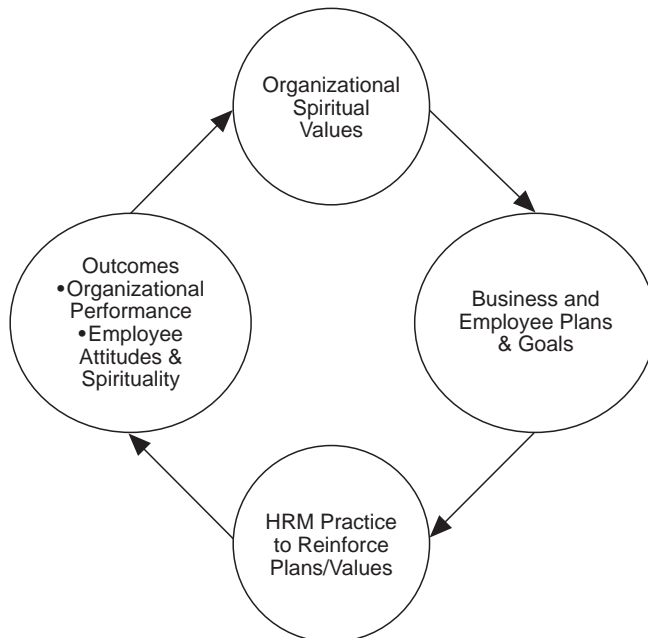 Organizational
Spiritual
Values
Outcomes
•Organizational
Performance
•Employee
Attitudes &
Spirituality
Business and
Employee Plans
& Goals
HRM Practice
to Reinforce
Plans/Values